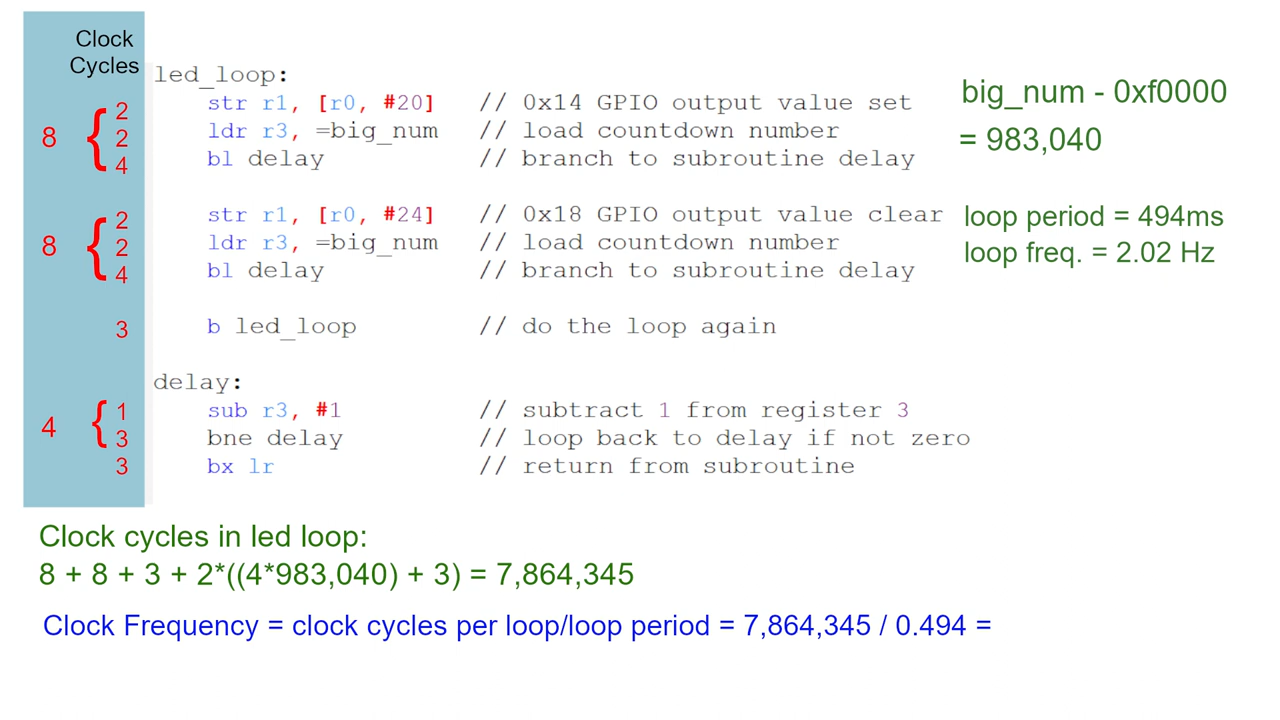 Clock
Cycles
led_loop:
8 { 2 str r1, [r0, #20] // 0x14 GPIO output value set
2 ldr r3, =big_num // load countdown number
4 bl delay // branch to subroutine delay
big_num - 0xf0000
= 983,040
8 { 2 str r1, [r0, #24] // 0x18 GPIO output value clear
2 ldr r3, =big_num // load countdown number
4 bl delay // branch to subroutine delay
loop period = 494ms
loop freq. = 2.02 Hz
3 b led_loop // do the loop again
delay:
4 { 1 sub r3, #1 // subtract 1 from register 3
3 bne delay // loop back to delay if not zero
3 bx lr // return from subroutine
Clock cycles in led loop:
8 + 8 + 3 + 2*((4*983,040) + 3) = 7,864,345
Clock Frequency = clock cycles per loop/loop period = 7,864,345 / 0.494 =